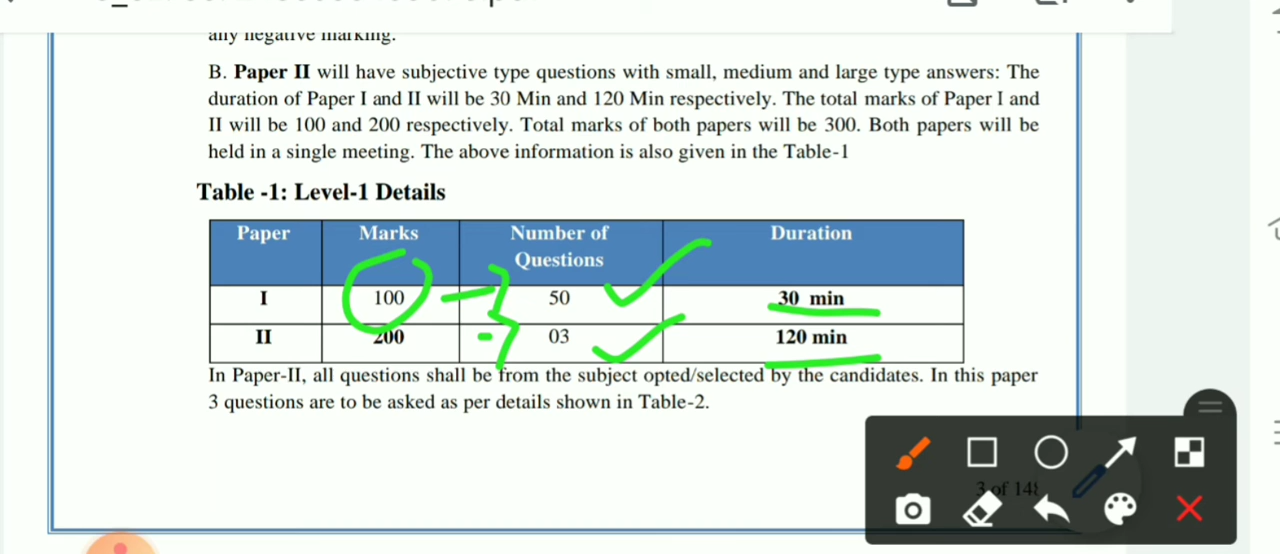 any negative marking.
B. Paper II will have subjective type questions with small, medium and large type answers: The
duration of Paper I and II will be 30 Min and 120 Min respectively. The total marks of Paper I and
II will be 100 and 200 respectively. Total marks of both papers will be 300. Both papers will be
held in a single meeting. The above information is also given in the Table-1
Table -1: Level-1 Details
Paper Marks Number of Questions Duration
I 100 50 30 min
II 200 03 120 min
In Paper-II, all questions shall be from the subject opted/selected by the candidates. In this paper
3 questions are to be asked as per details shown in Table-2.
3 of 148